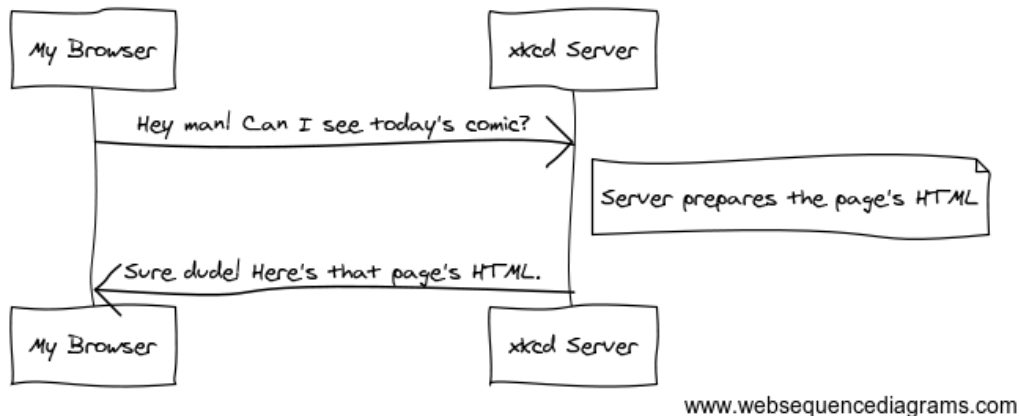 My Browser
xkcd Server
Hey man! Can I see today's comic?
Server prepares the page's HTML
Sure dude! Here's that page's HTML.
My Browser
xkcd Server
www.websequencediagrams.com